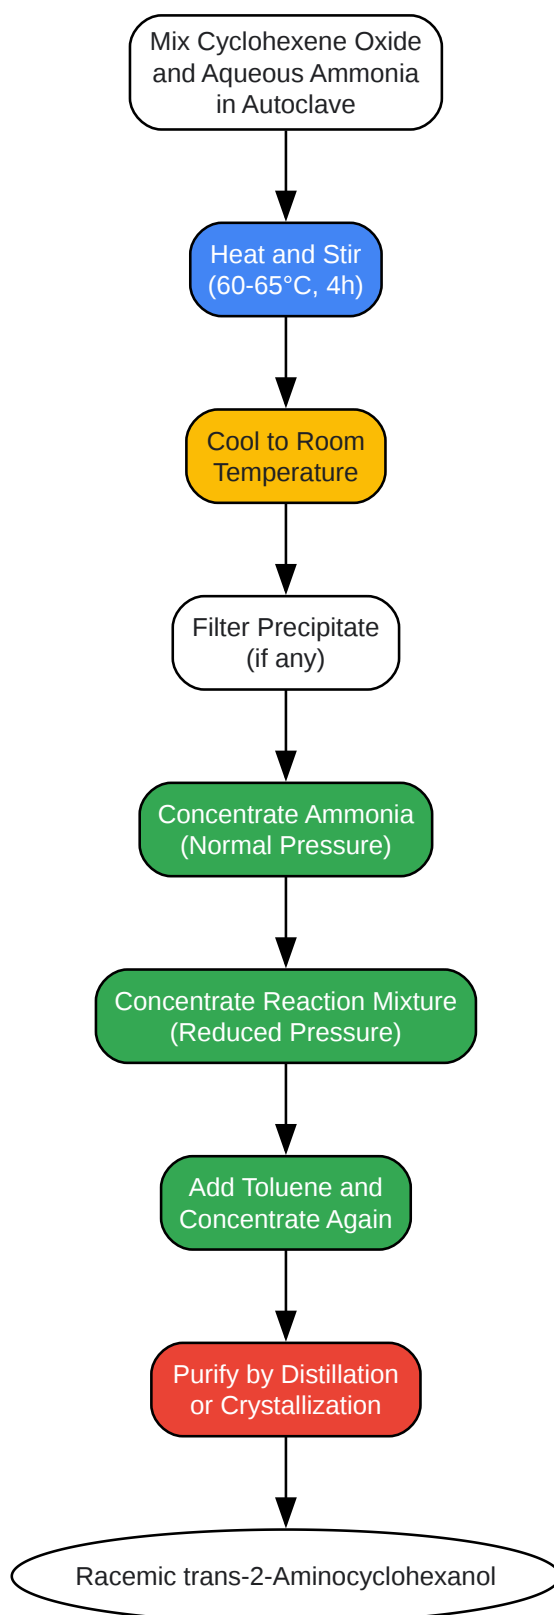 Mix Cyclohexene Oxide
and Aqueous Ammonia
in Autoclave
Heat and Stir
(60-65°C, 4h)
Cool to Room
Temperature
Filter Precipitate
(if any)
Concentrate Ammonia
(Normal Pressure)
Concentrate Reaction Mixture
(Reduced Pressure)
Add Toluene and
Concentrate Again
Purify by Distillation
or Crystallization
Racemic trans-2-Aminocyclohexanol